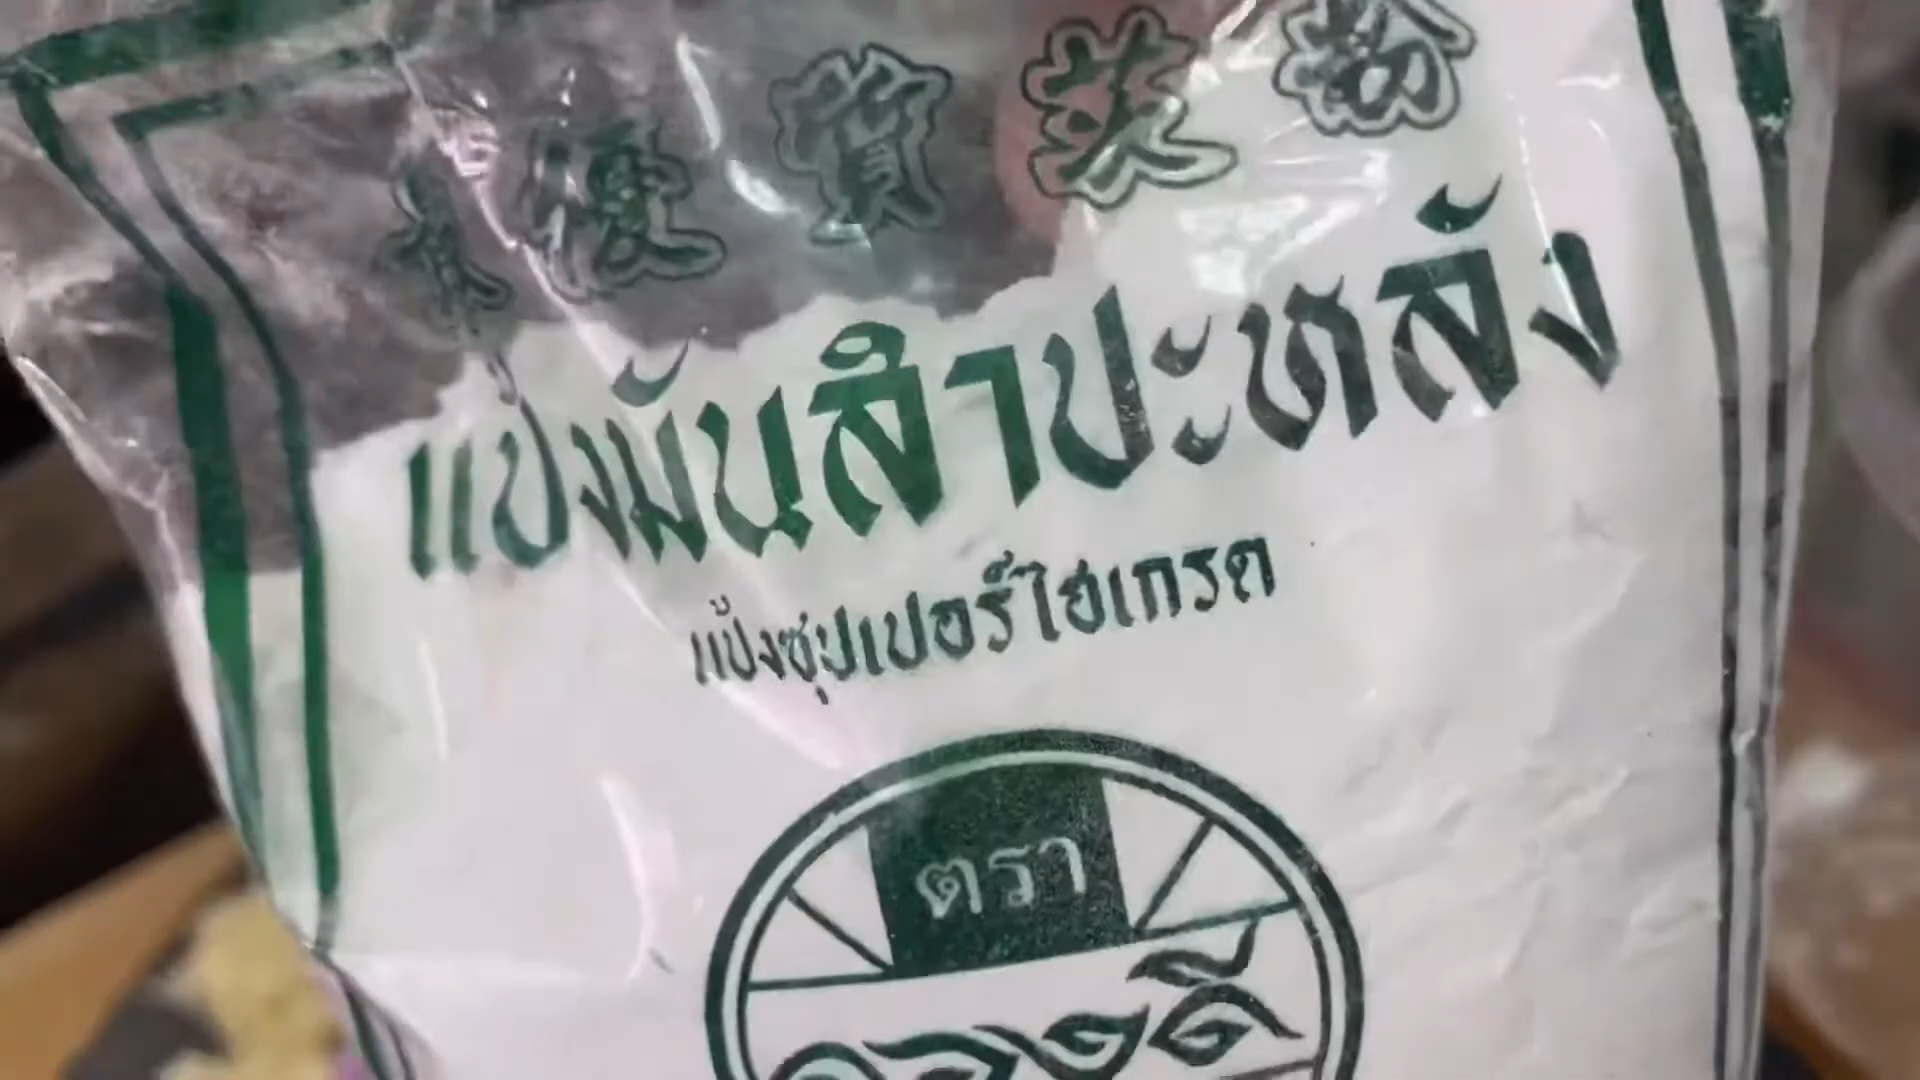 優質茨粉
แป้งมันสำปะหลัง
แป้งซุปเปอร์ไฮเกรด
ตรา